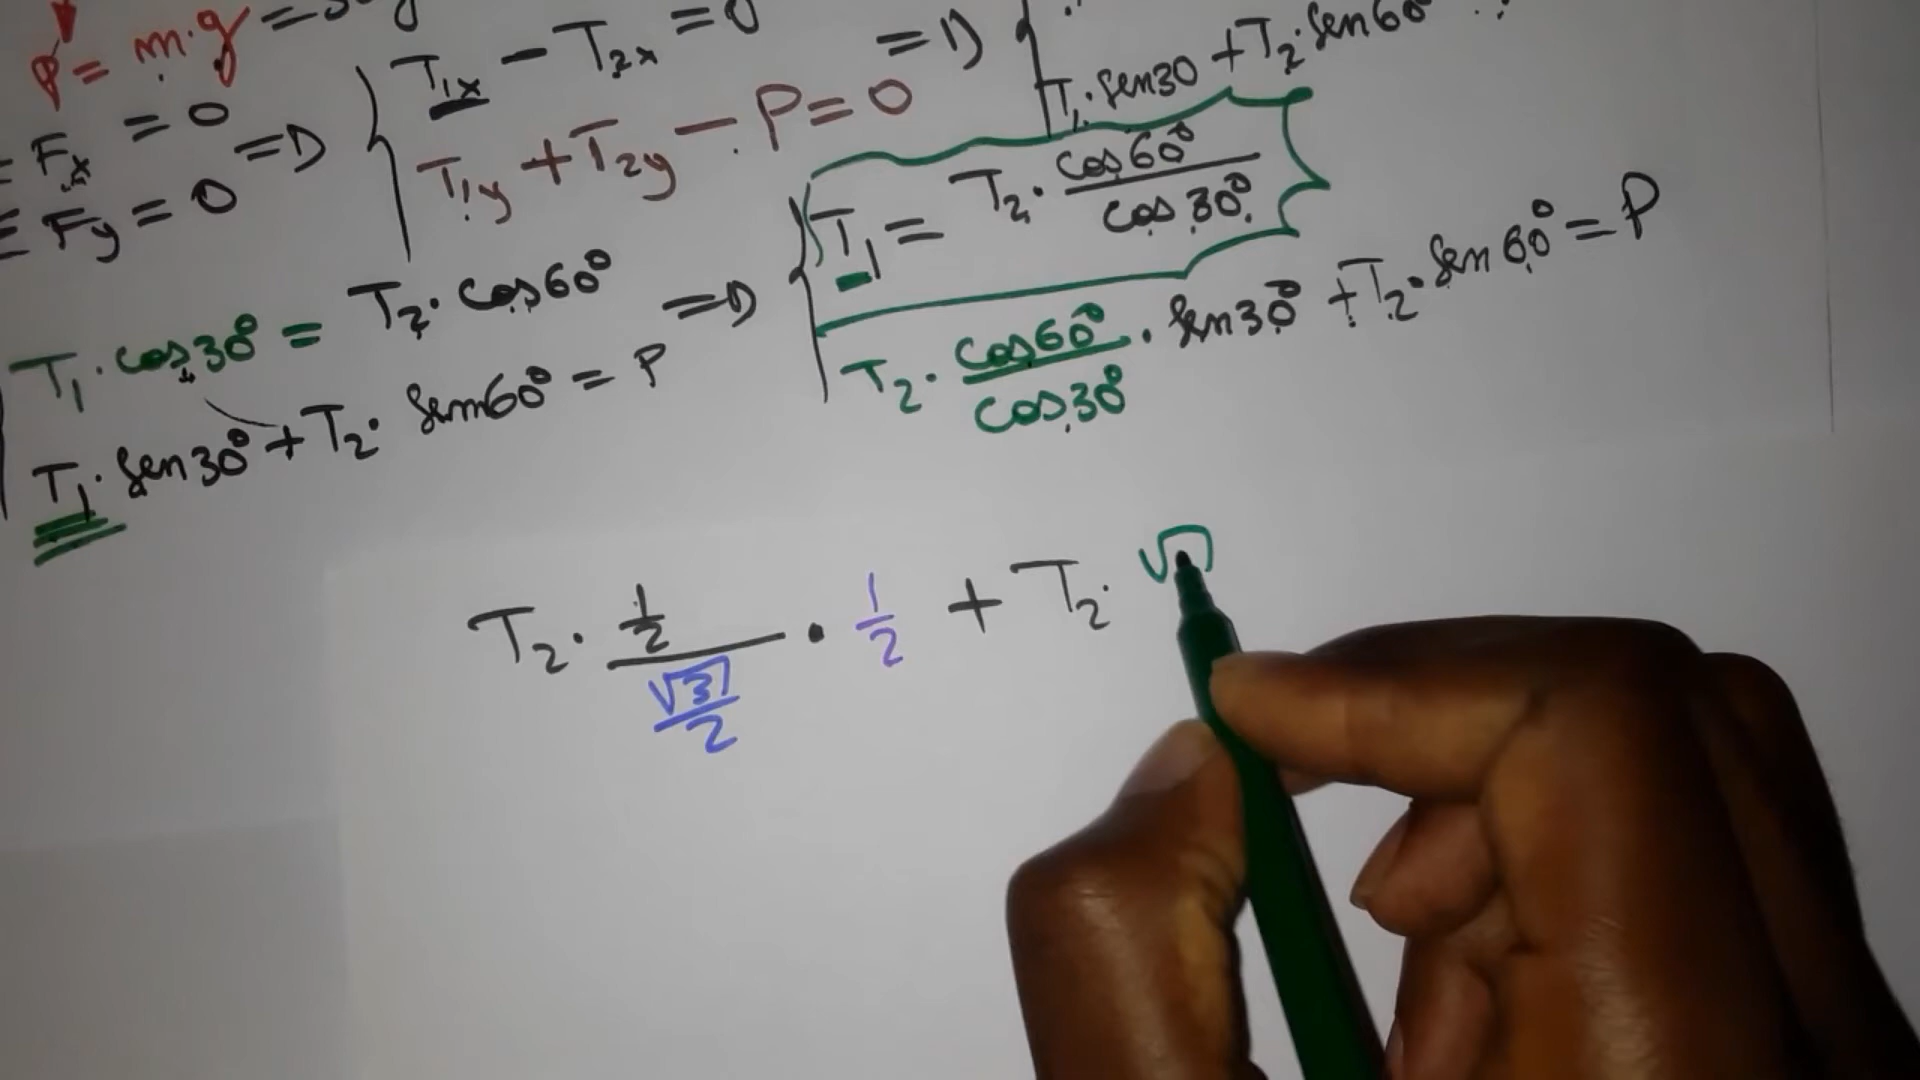 P = m.g =
= Fx = 0 => { T1x - T2x = 0 =>
= Fy = 0 T1y + T2y - P = 0
T1.sen30 + T2.sen60
T1.cos30° = T2.cos60° => { T1 = T2.cos60°/cos30°
T1.sen30° + T2.sen60° = P
T2.cos60°/cos30°.sen30° + T2.sen60° = P
T2.(1/2)/(√3/2).1/2 + T2.√